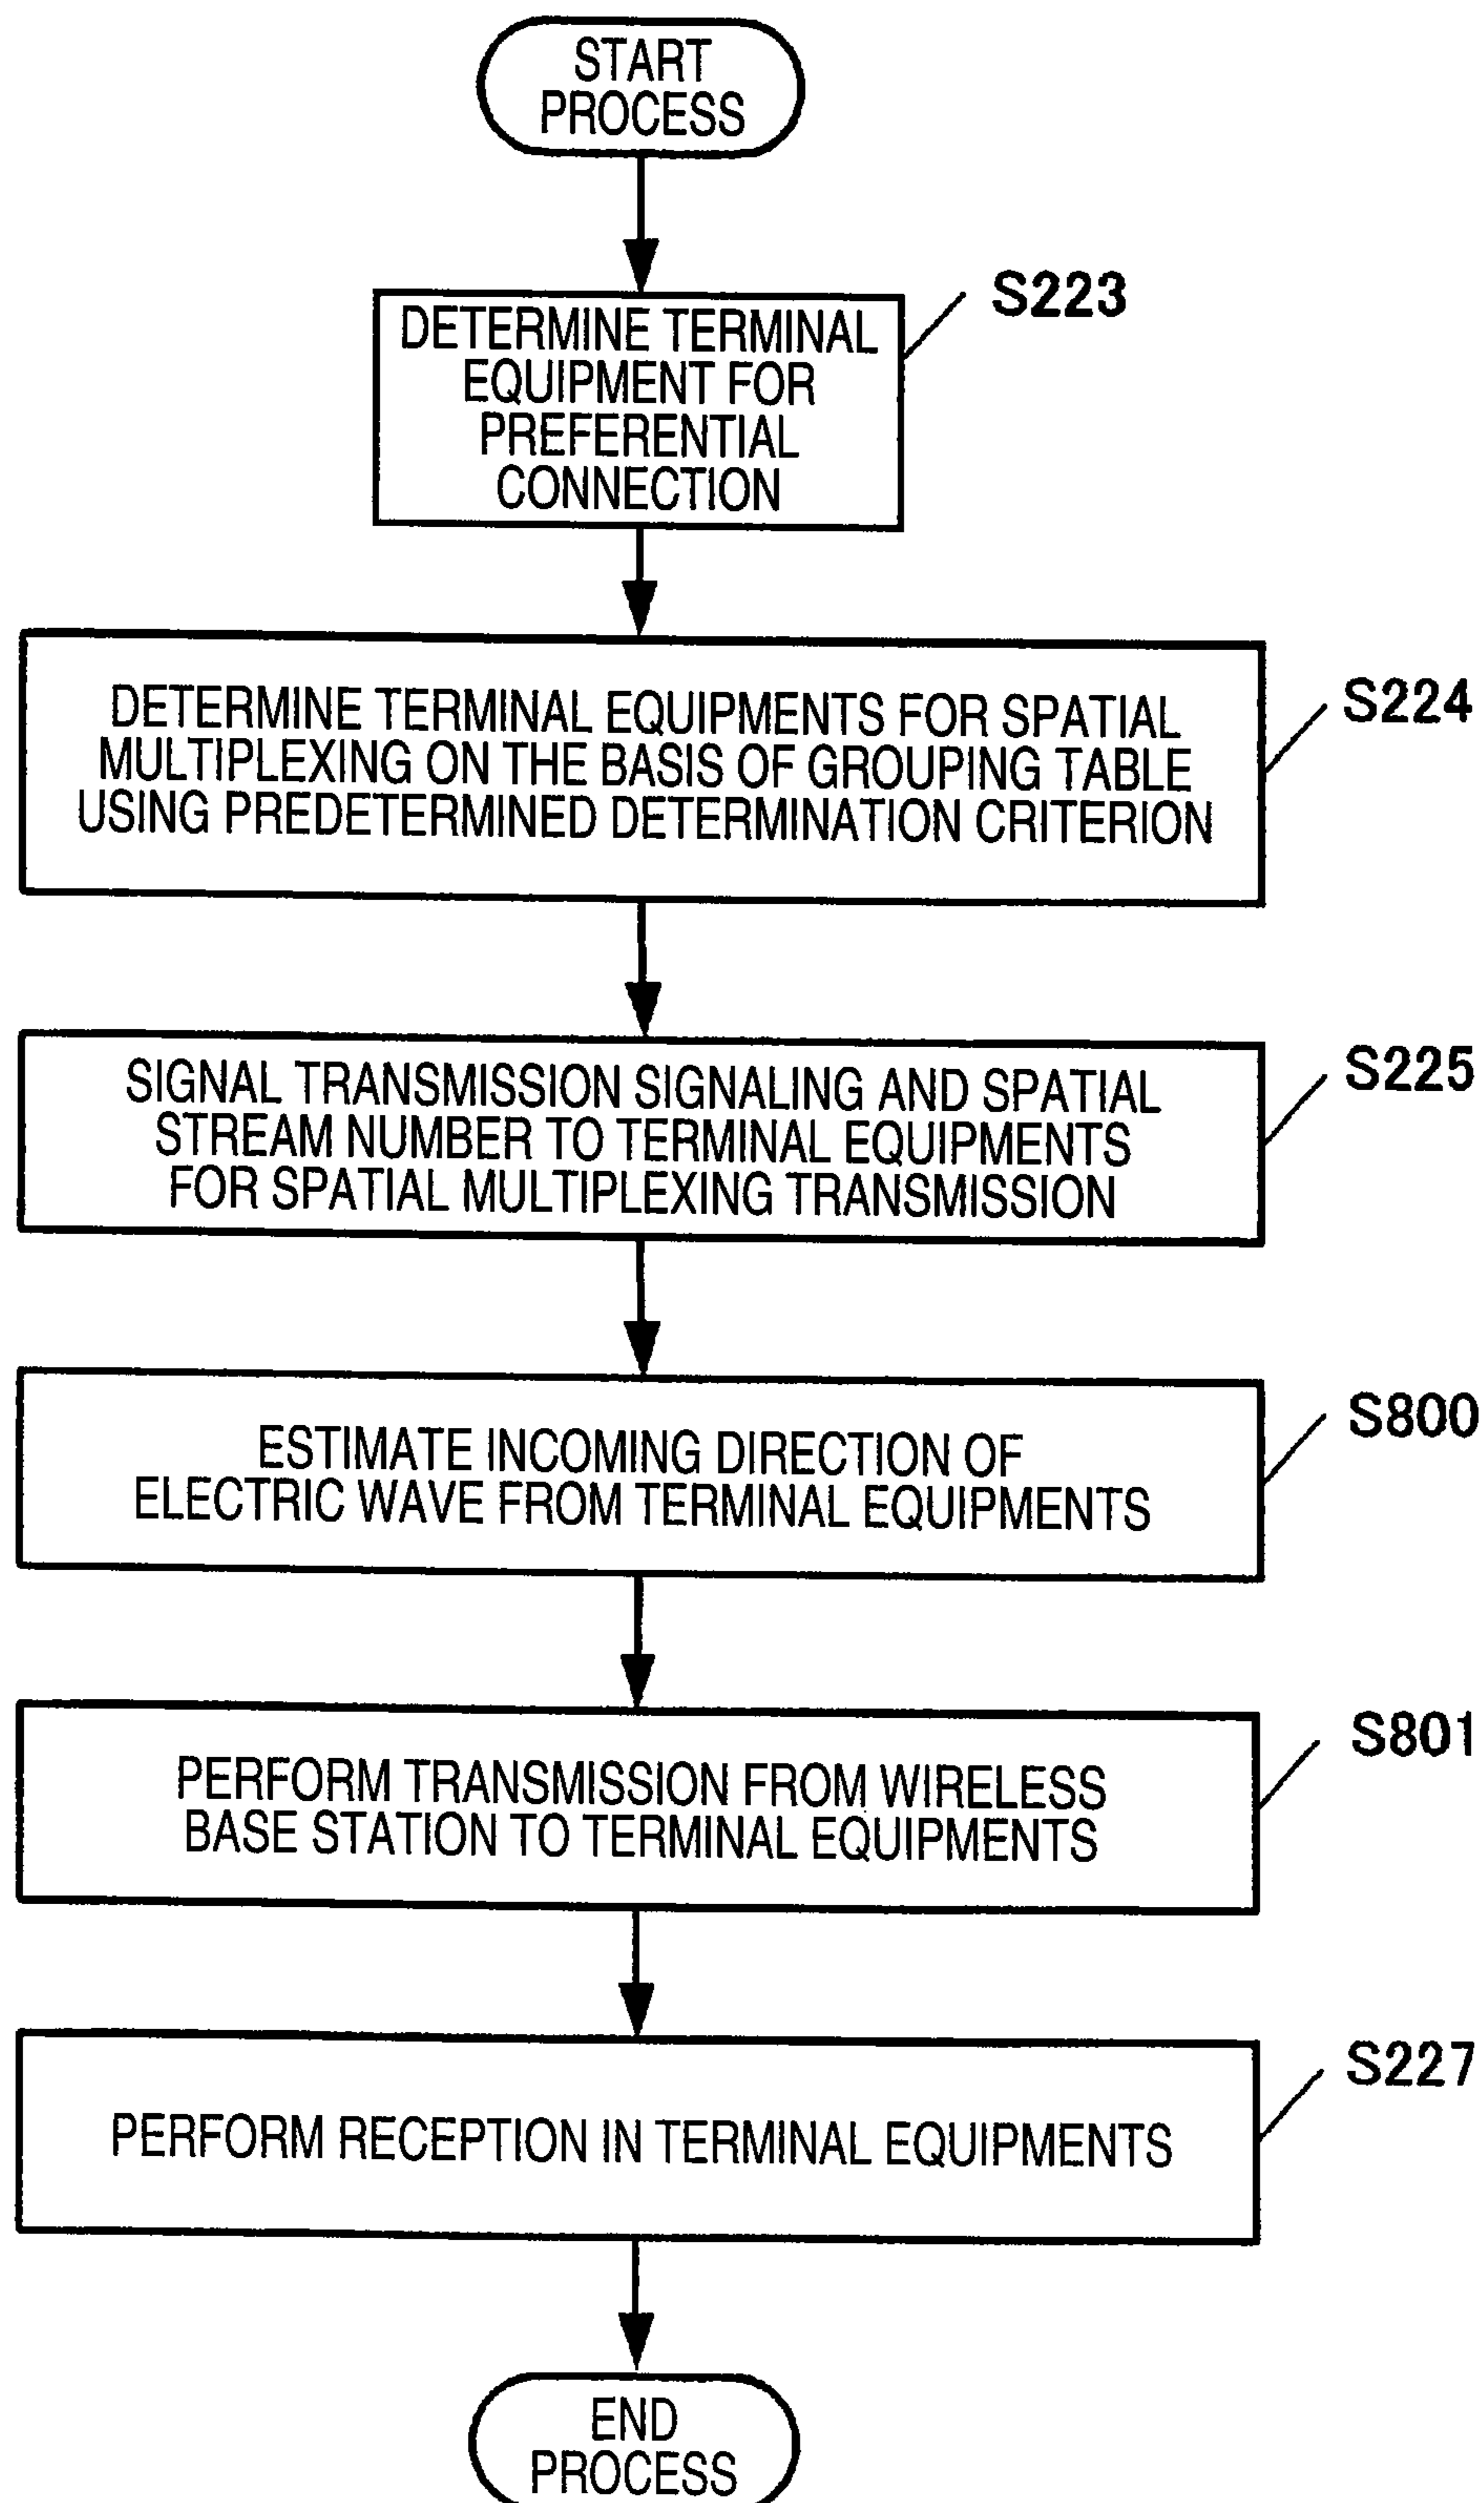 START
PROCESS
S223
DETERMINE TERMINAL
EQUIPMENT FOR
PREFERENTIAL
CONNECTION
S224
DETERMINE TERMINAL EQUIPMENTS FOR SPATIAL
MULTIPLEXING ON THE BASIS OF GROUPING TABLE
USING PREDETERMINED DETERMINATION CRITERION
S225
SIGNAL TRANSMISSION SIGNALING AND SPATIAL
STREAM NUMBER TO TERMINAL EQUIPMENTS
FOR SPATIAL MULTIPLEXING TRANSMISSION
S800
ESTIMATE INCOMING DIRECTION OF
ELECTRIC WAVE FROM TERMINAL EQUIPMENTS
S801
PERFORM TRANSMISSION FROM WIRELESS
BASE STATION TO TERMINAL EQUIPMENTS
S227
PERFORM RECEPTION IN TERMINAL EQUIPMENTS
END
PROCESS